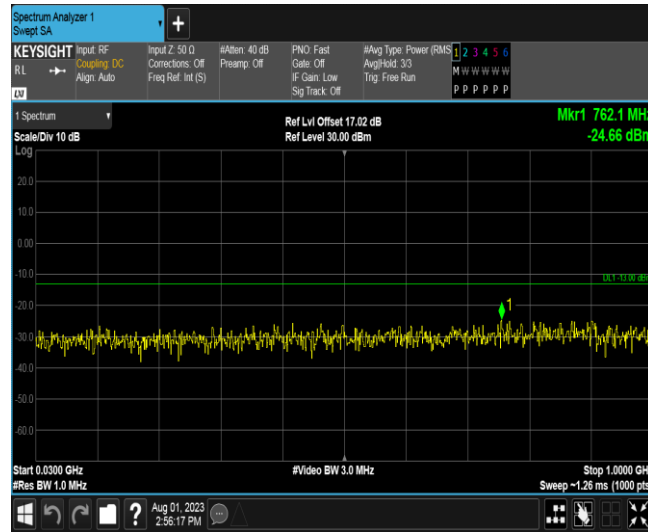 Spectrum Analyzer 1
Swept SA
KEYSIGHT
RL
LXI
Input: RF
Coupling: DC
Align: Auto
Input Z: 50 Ω
Corrections: Off
Freq Ref: Int (S)
#Atten: 40 dB
Preamp: Off
PNO: Fast
Gate: Off
IF Gain: Low
Sig Track: Off
#Avg Type: Power (RMS
Avg|Hold: 3/3
Trig: Free Run
1 2 3 4 5 6
M W W W W W
P P P P P P
1 Spectrum
Scale/Div 10 dB
Ref Lvl Offset 17.02 dB
Ref Level 30.00 dBm
Mkr1 762.1 MHz
-24.66 dBm
Log
20.0
10.0
0.00
-10.0
DL1 -13.00 dBm
-20.0
1
-30.0
-40.0
-50.0
-60.0
Start 0.0300 GHz
#Res BW 1.0 MHz
#Video BW 3.0 MHz
Stop 1.0000 GH
Sweep ~1.26 ms (1000 pts
?
Aug 01, 2023
2:56:17 PM